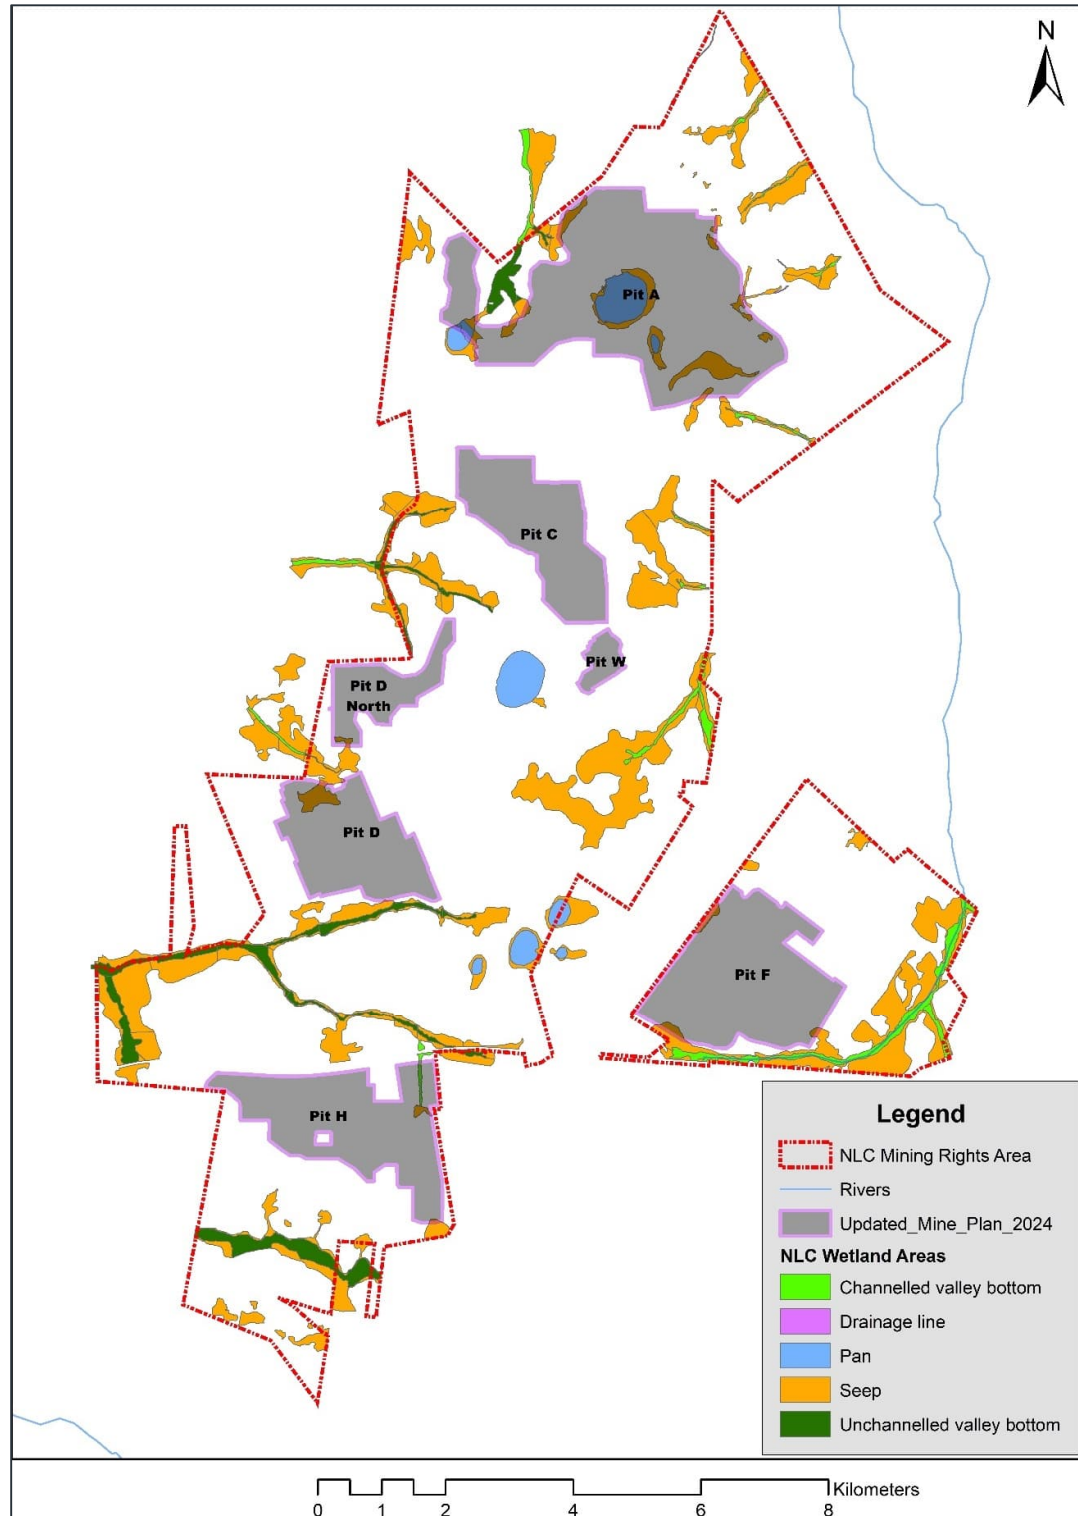 N
Pit A
Pit C
Pit W
Pit D
North
Pit D
Pit F
Pit H
Legend
NLC Mining Rights Area
Rivers
Updated_Mine_Plan_2024
NLC Wetland Areas
Channelled valley bottom
Drainage line
Pan
Seep
Unchannelled valley bottom
Kilometers
0 1 2 4 6 8